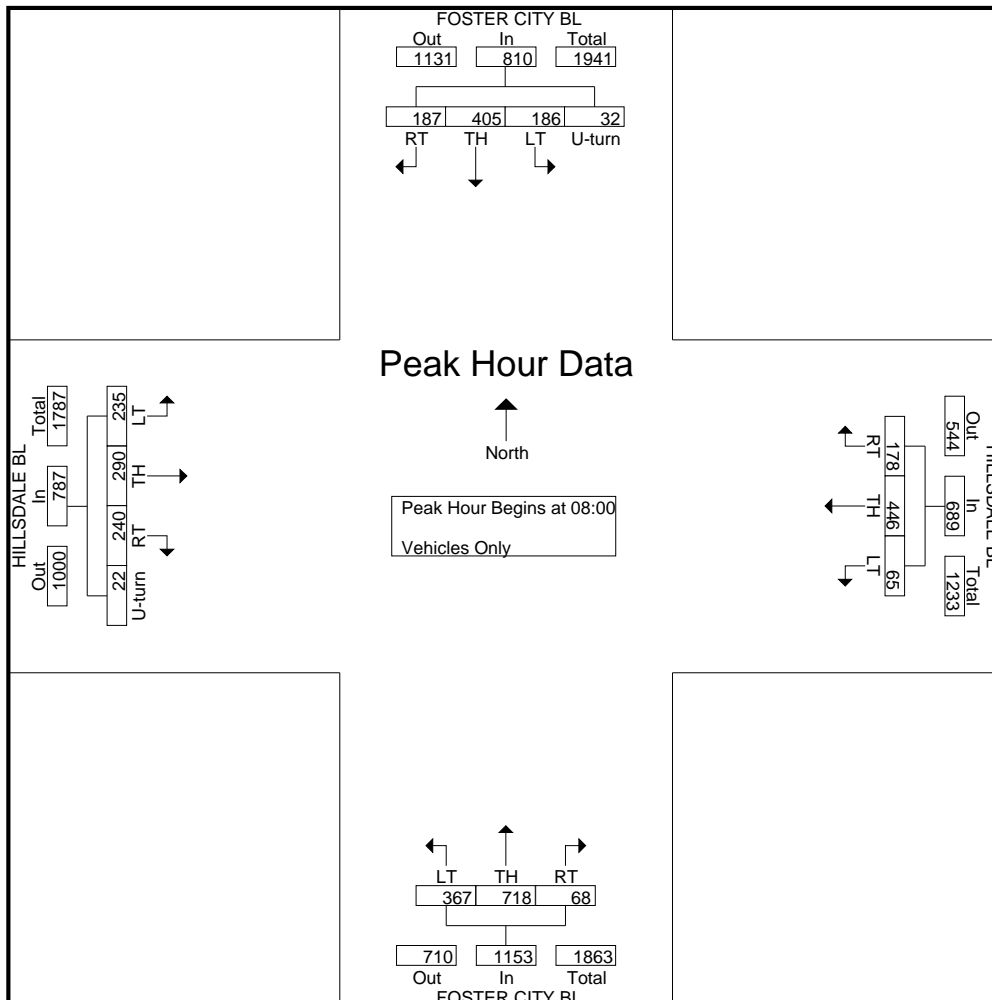 FOSTER CITY BL
Out In Total
1131 810 1941
187 405 186 32
RT TH LT U-turn
Peak Hour Data
North
Peak Hour Begins at 08:00
Vehicles Only
HILLSDALE BL
Total In Out
1787 787 1000
235 290 240 22
LT TH RT U-turn
HILLSDALE BL
Out In Total
544 689 1233
178 446 65
RT TH LT
LT TH RT
367 718 68
710 1153 1863
Out In Total
FOSTER CITY BL